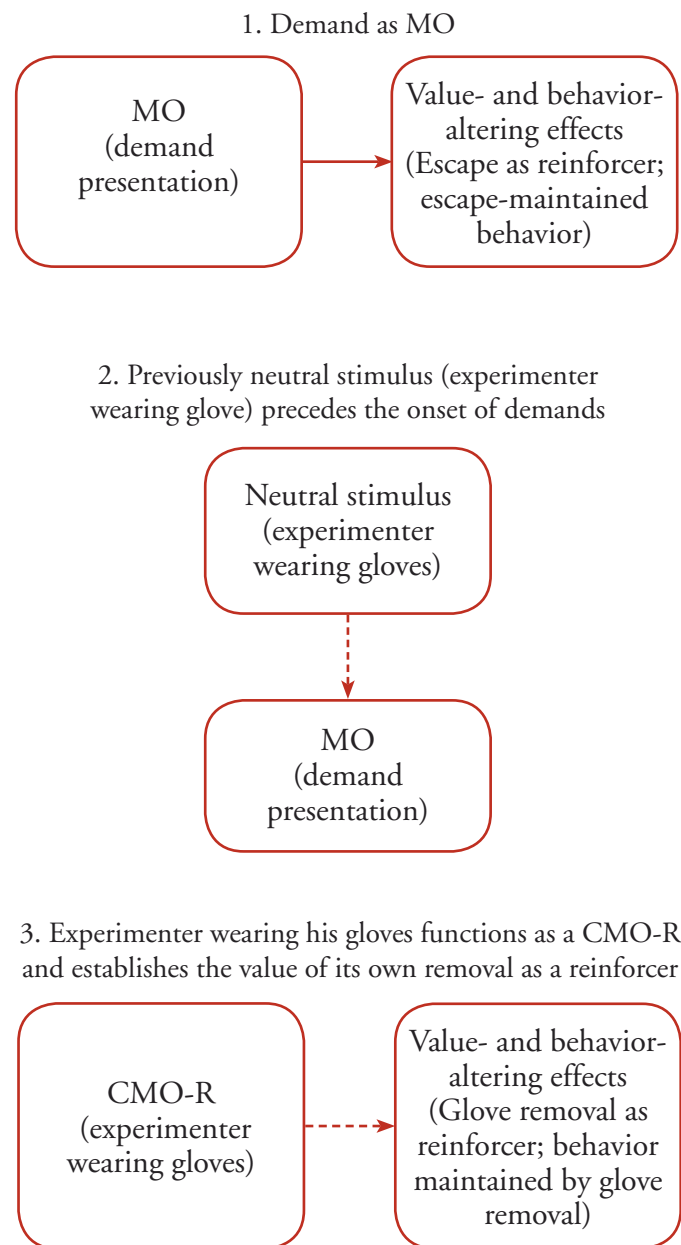 1. Demand as MO
MO
(demand
presentation)
Value- and behavior-
altering effects
(Escape as reinforcer;
escape-maintained
behavior)
2. Previously neutral stimulus (experimenter
wearing glove) precedes the onset of demands
Neutral stimulus
(experimenter
wearing gloves)
MO
(demand
presentation)
3. Experimenter wearing his gloves functions as a CMO-R
and establishes the value of its own removal as a reinforcer
CMO-R
(experimenter
wearing gloves)
Value- and behavior-
altering effects
(Glove removal as
reinforcer; behavior
maintained by glove
removal)